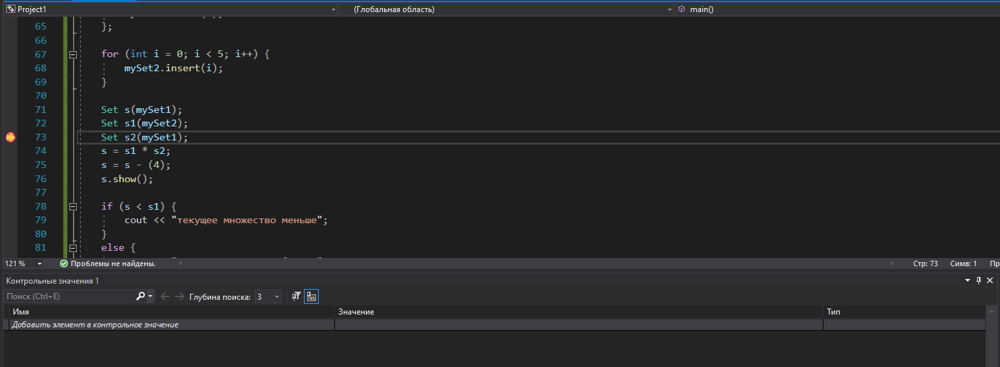 Project1 (Глобальная область) main()
65 };
66
67 for (int i = 0; i < 5; i++) {
68 mySet2.insert(i);
69 }
70
71 Set s(mySet1);
72 Set s1(mySet2);
73 Set s2(mySet1);
74 s = s1 * s2;
75 s = s - (4);
76 s.show();
77
78 if (s < s1) {
79 cout << "текущее множество меньше";
80 }
81 else {
121 % Проблемы не найдены. Стр: 73 Симв: 1 Пр
Контрольные значения 1
Поиск (Ctrl+E) Глубина поиска: 3
Имя Значение Тип
Добавить элемент в контрольное значение